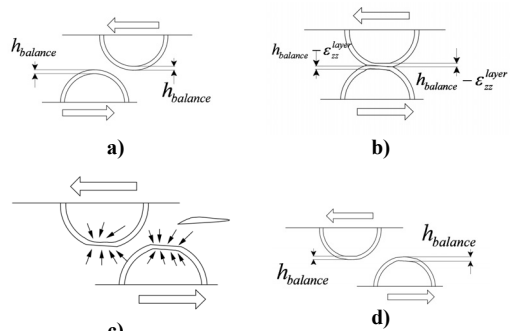 h_balance
h_balance
a)
h_balance − ε_zz^layer
h_balance − ε_zz^layer
b)
c)
h_balance
h_balance
d)